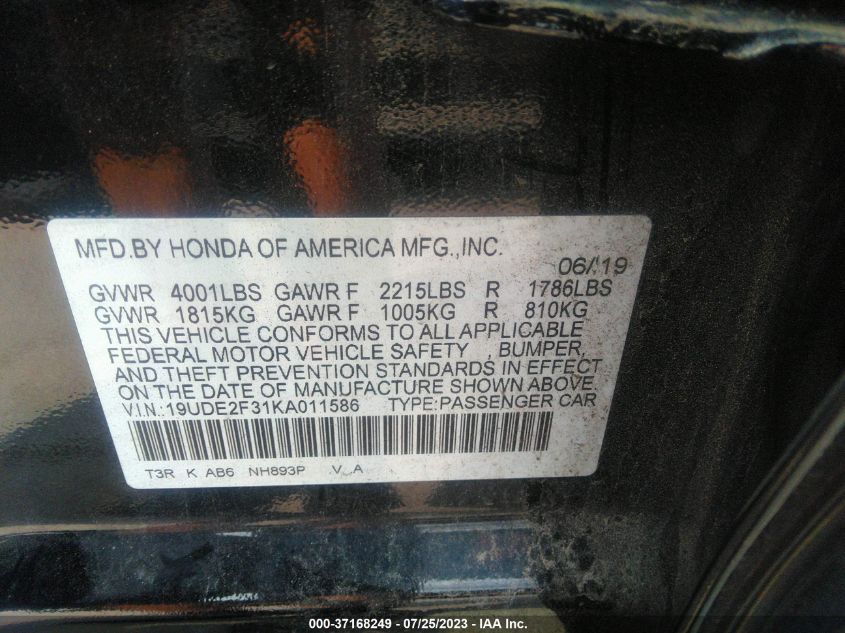 MFD.BY HONDA OF AMERICA MFG.,INC.
06/19
GVWR 4001LBS GAWR F 2215LBS R 1786LBS
GVWR 1815KG GAWR F 1005KG R 810KG
THIS VEHICLE CONFORMS TO ALL APPLICABLE
FEDERAL MOTOR VEHICLE SAFETY , BUMPER,
AND THEFT PREVENTION STANDARDS IN EFFECT
ON THE DATE OF MANUFACTURE SHOWN ABOVE.
V.I.N.:19UDE2F31KA011586 TYPE:PASSENGER CAR
T3R K AB6 NH893P V A
000-37168249 - 07/25/2023 - IAA Inc.